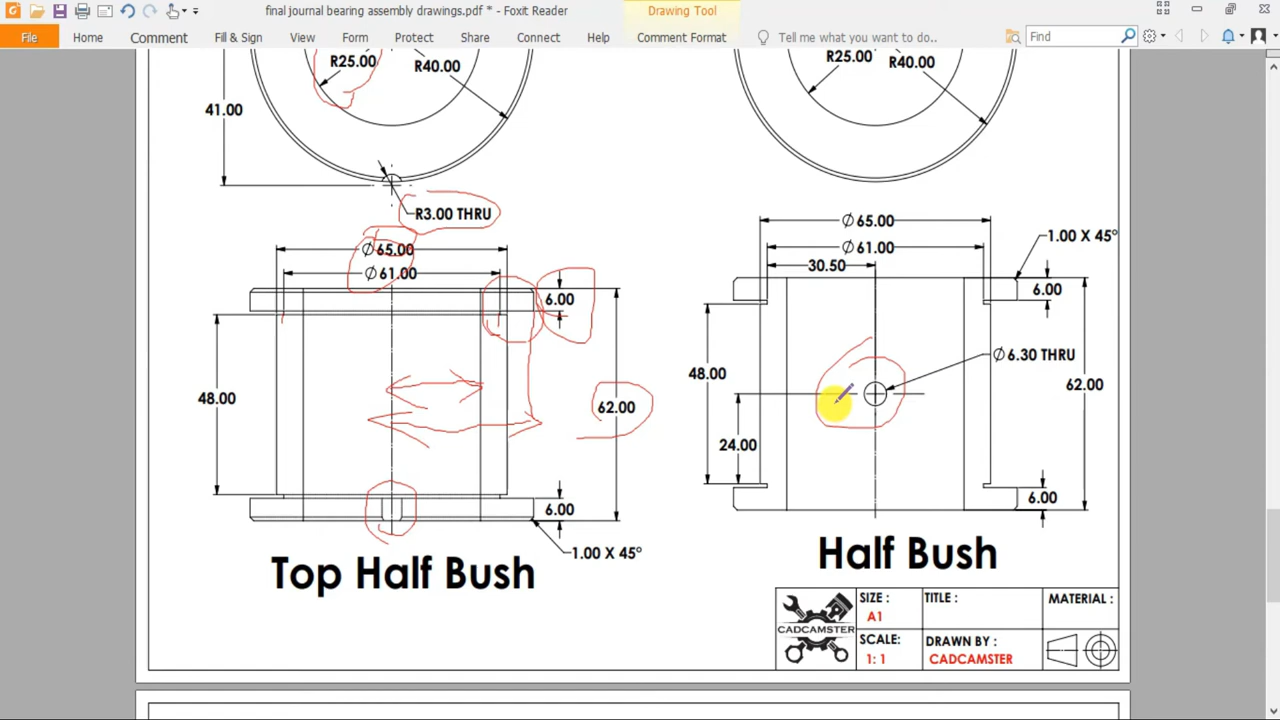 final journal bearing assembly drawings.pdf * - Foxit Reader
Drawing Tool
File
Home
Comment
Fill & Sign
View
Form
Protect
Share
Connect
Help
Comment Format
Tell me what you want to do..
Find
R25.00
R40.00
41.00
R3.00 THRU
Ø 65.00
Ø 61.00
6.00
48.00
62.00
6.00
1.00 X 45°
Top Half Bush
R25.00
R40.00
Ø 65.00
Ø 61.00
30.50
1.00 X 45°
6.00
Ø 6.30 THRU
48.00
62.00
24.00
6.00
Half Bush
CADCAMSTER
SIZE :
A1
TITLE :
MATERIAL :
SCALE:
1: 1
DRAWN BY :
CADCAMSTER